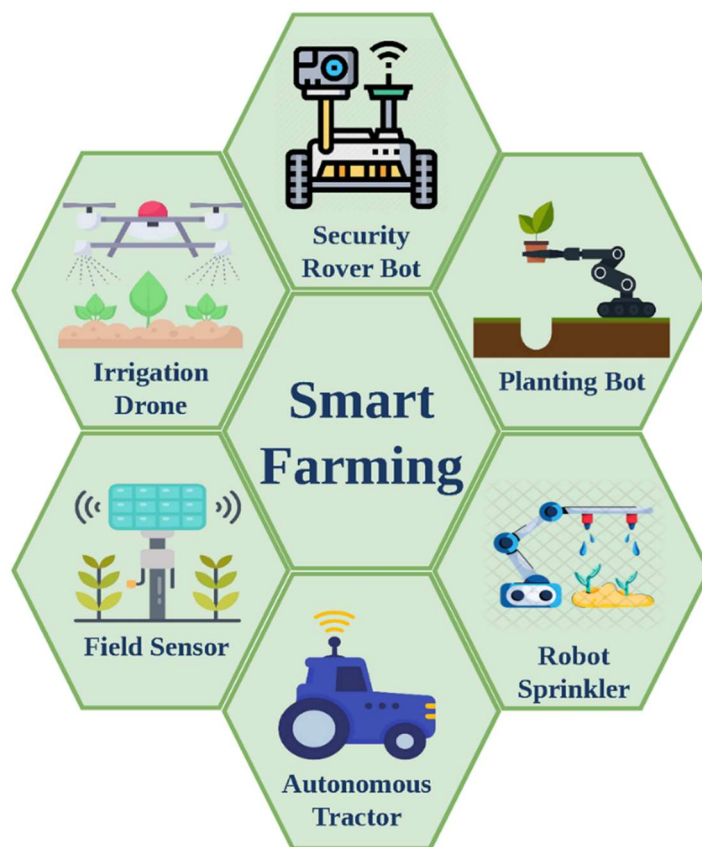 Security
Rover Bot
Irrigation
Drone
Planting Bot
Smart
Farming
Field Sensor
Robot
Sprinkler
Autonomous
Tractor